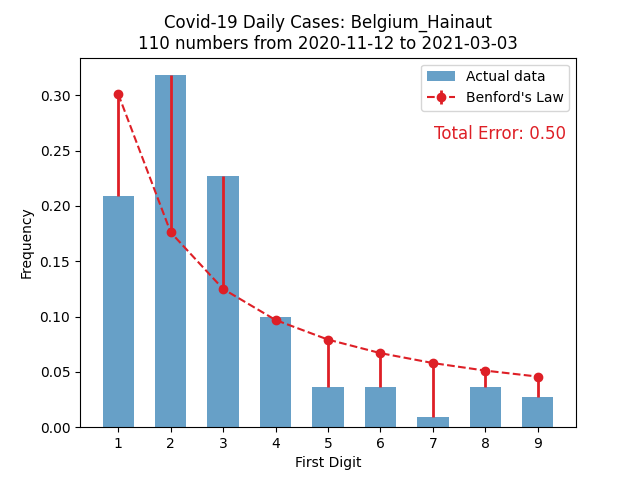 Covid-19 Daily Cases: Belgium_Hainaut
110 numbers from 2020-11-12 to 2021-03-03
Actual data
Benford's Law
Total Error: 0.50
Frequency
0.30
0.25
0.20
0.15
0.10
0.05
0.00
1 2 3 4 5 6 7 8 9
First Digit